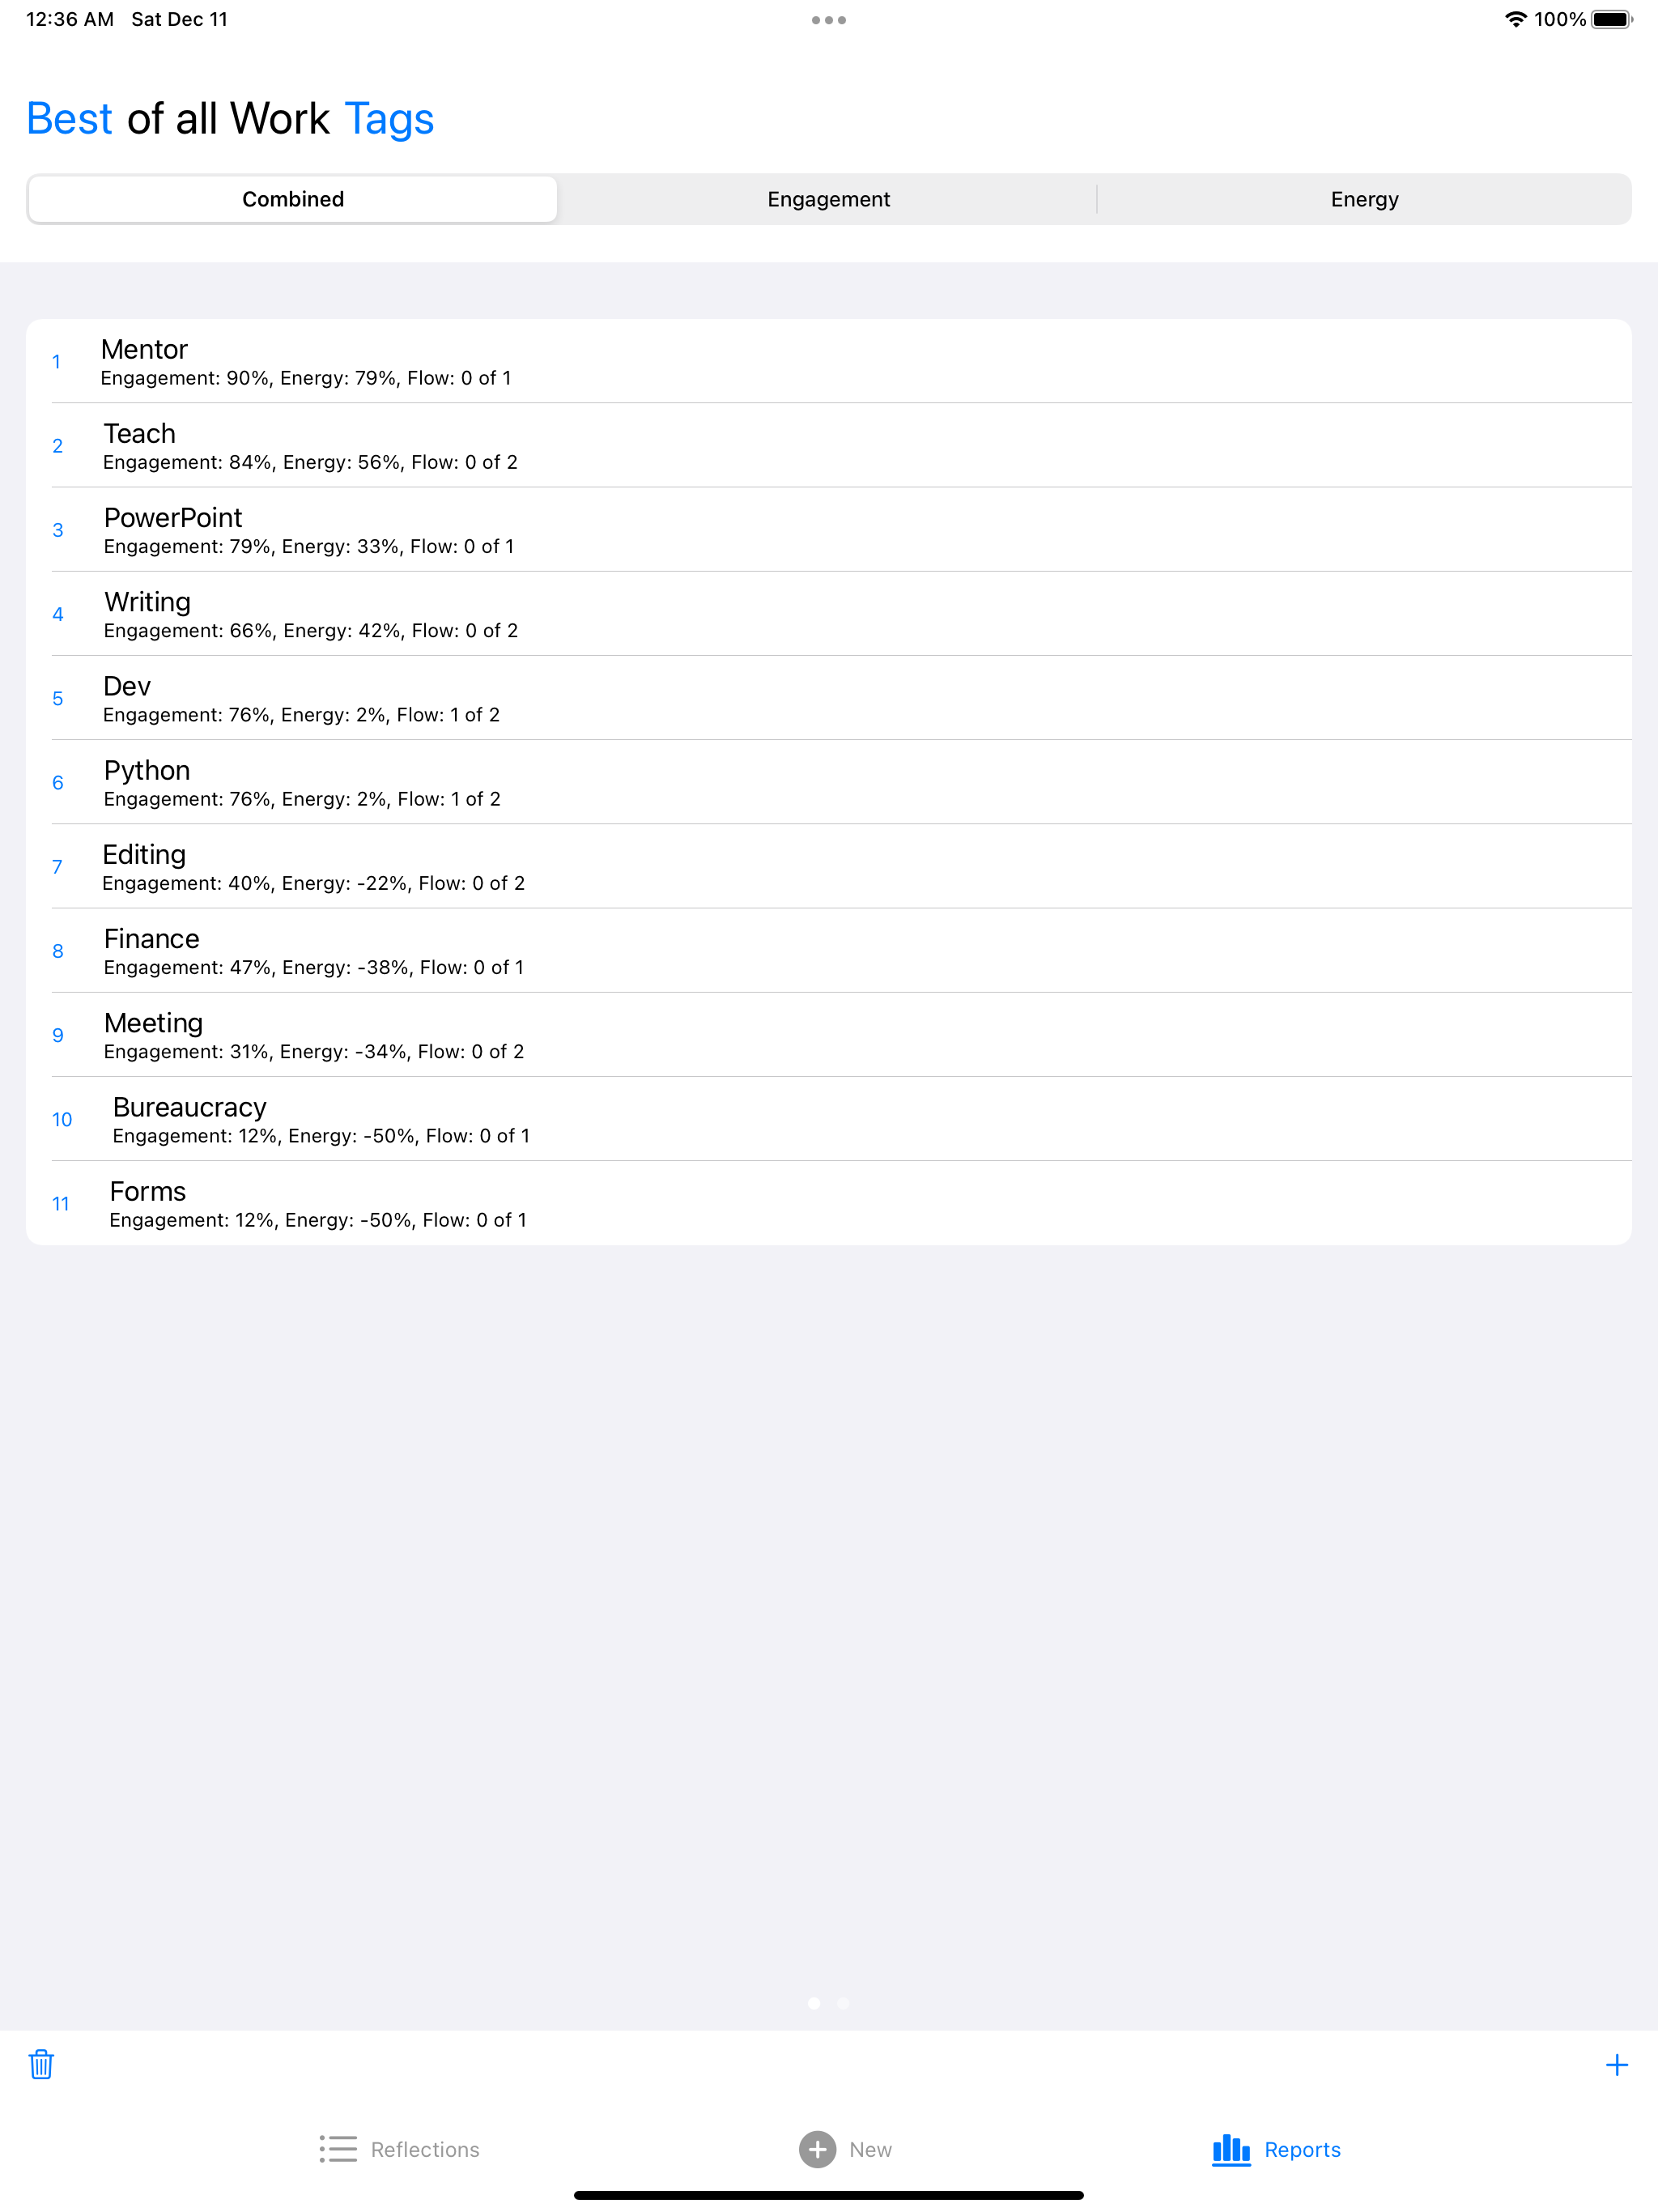 12:36 AM Sat Dec 11 100%
Best of all Work Tags
Combined Engagement Energy
1 Mentor
Engagement: 90%, Energy: 79%, Flow: 0 of 1
2 Teach
Engagement: 84%, Energy: 56%, Flow: 0 of 2
3 PowerPoint
Engagement: 79%, Energy: 33%, Flow: 0 of 1
4 Writing
Engagement: 66%, Energy: 42%, Flow: 0 of 2
5 Dev
Engagement: 76%, Energy: 2%, Flow: 1 of 2
6 Python
Engagement: 76%, Energy: 2%, Flow: 1 of 2
7 Editing
Engagement: 40%, Energy: -22%, Flow: 0 of 2
8 Finance
Engagement: 47%, Energy: -38%, Flow: 0 of 1
9 Meeting
Engagement: 31%, Energy: -34%, Flow: 0 of 2
10 Bureaucracy
Engagement: 12%, Energy: -50%, Flow: 0 of 1
11 Forms
Engagement: 12%, Energy: -50%, Flow: 0 of 1
Reflections New Reports